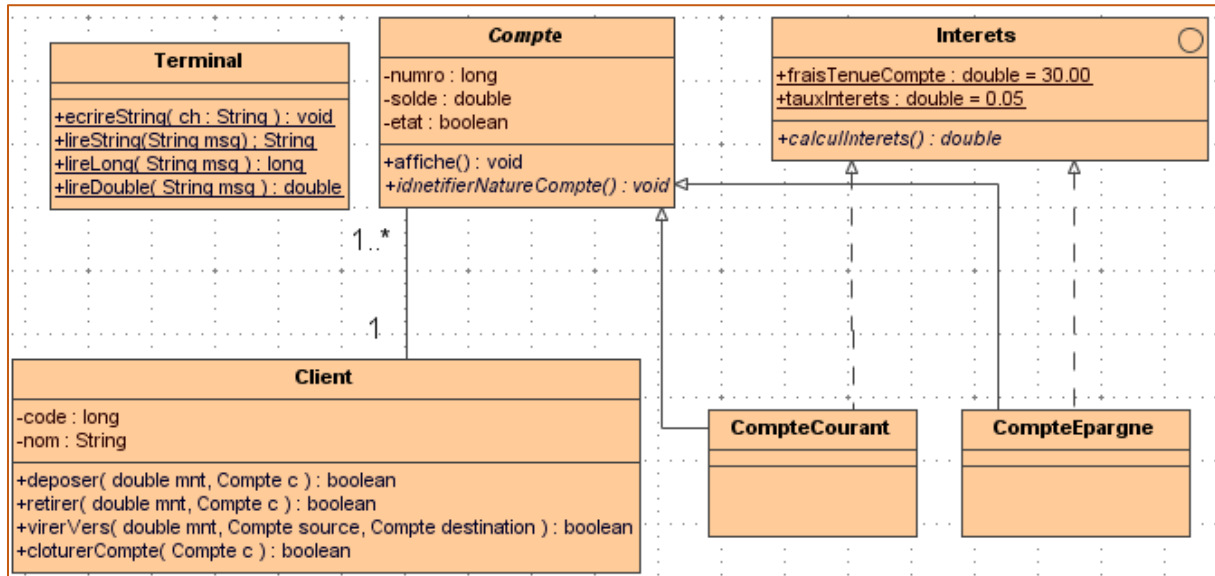 Terminal
+ecrireString( ch : String ) : void
+lireString(String msg) ; String
+lireLong( String msg ) : long
+lireDouble( String msg ) : double
Compte
-numro : long
-solde : double
-etat : boolean
+affiche() : void
+idnetifierNatureCompte() : void
Interets
+fraisTenueCompte : double = 30.00
+tauxInterets : double = 0.05
+calculInterets() : double
1..*
1
Client
-code : long
-nom : String
+deposer( double mnt, Compte c ) : boolean
+retirer( double mnt, Compte c ) : boolean
+virerVers( double mnt, Compte source, Compte destination ) : boolean
+cloturerCompte( Compte c ) : boolean
CompteCourant
CompteEpargne